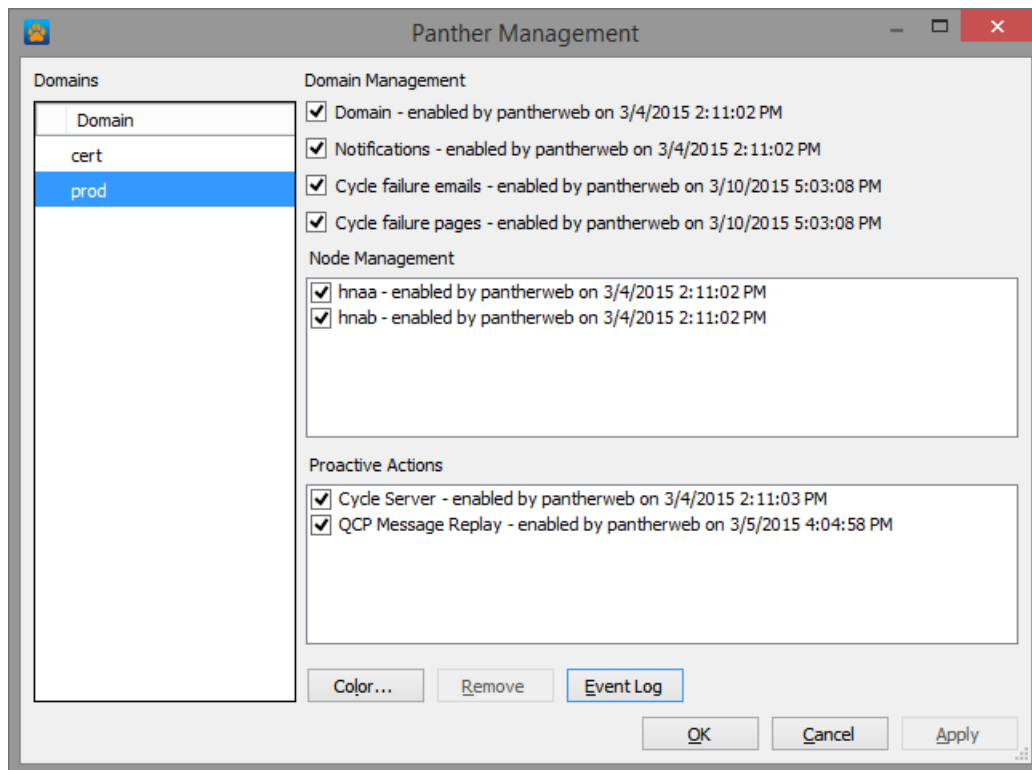 Panther Management
Domains
Domain
cert
prod
Domain Management
Domain - enabled by pantherweb on 3/4/2015 2:11:02 PM
Notifications - enabled by pantherweb on 3/4/2015 2:11:02 PM
Cycle failure emails - enabled by pantherweb on 3/10/2015 5:03:08 PM
Cycle failure pages - enabled by pantherweb on 3/10/2015 5:03:08 PM
Node Management
hnaa - enabled by pantherweb on 3/4/2015 2:11:02 PM
hnab - enabled by pantherweb on 3/4/2015 2:11:02 PM
Proactive Actions
Cycle Server - enabled by pantherweb on 3/4/2015 2:11:03 PM
QCP Message Replay - enabled by pantherweb on 3/5/2015 4:04:58 PM
Color... Remove Event Log
OK Cancel Apply